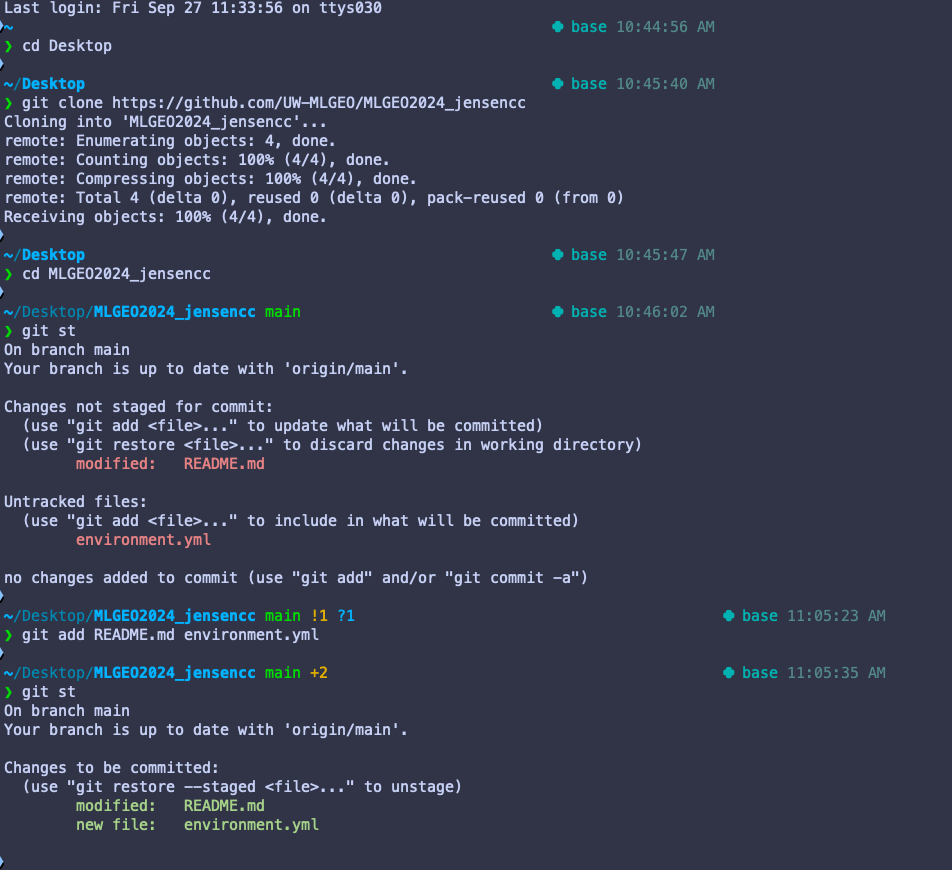 Last login: Fri Sep 27 11:33:56 on ttys030
~ base 10:44:56 AM
❯ cd Desktop
~/Desktop base 10:45:40 AM
❯ git clone https://github.com/UW-MLGEO/MLGEO2024_jensencc
Cloning into 'MLGEO2024_jensencc'...
remote: Enumerating objects: 4, done.
remote: Counting objects: 100% (4/4), done.
remote: Compressing objects: 100% (4/4), done.
remote: Total 4 (delta 0), reused 0 (delta 0), pack-reused 0 (from 0)
Receiving objects: 100% (4/4), done.
~/Desktop base 10:45:47 AM
❯ cd MLGEO2024_jensencc
~/Desktop/MLGEO2024_jensencc main base 10:46:02 AM
❯ git st
On branch main
Your branch is up to date with 'origin/main'.
Changes not staged for commit:
(use "git add <file>..." to update what will be committed)
(use "git restore <file>..." to discard changes in working directory)
modified: README.md
Untracked files:
(use "git add <file>..." to include in what will be committed)
environment.yml
no changes added to commit (use "git add" and/or "git commit -a")
~/Desktop/MLGEO2024_jensencc main !1 ?1 base 11:05:23 AM
❯ git add README.md environment.yml
~/Desktop/MLGEO2024_jensencc main +2 base 11:05:35 AM
❯ git st
On branch main
Your branch is up to date with 'origin/main'.
Changes to be committed:
(use "git restore --staged <file>..." to unstage)
modified: README.md
new file: environment.yml